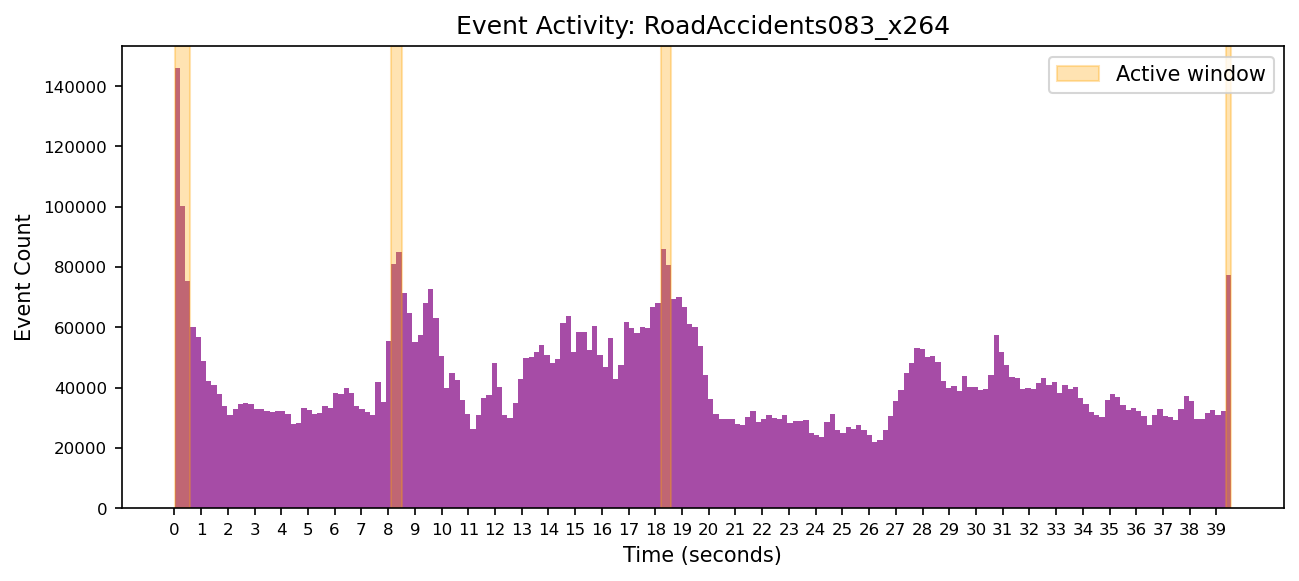 Event Activity: RoadAccidents083_x264
Active window
140000
120000
100000
80000
60000
40000
20000
0
Event Count
0 1 2 3 4 5 6 7 8 9 10 11 12 13 14 15 16 17 18 19 20 21 22 23 24 25 26 27 28 29 30 31 32 33 34 35 36 37 38 39
Time (seconds)